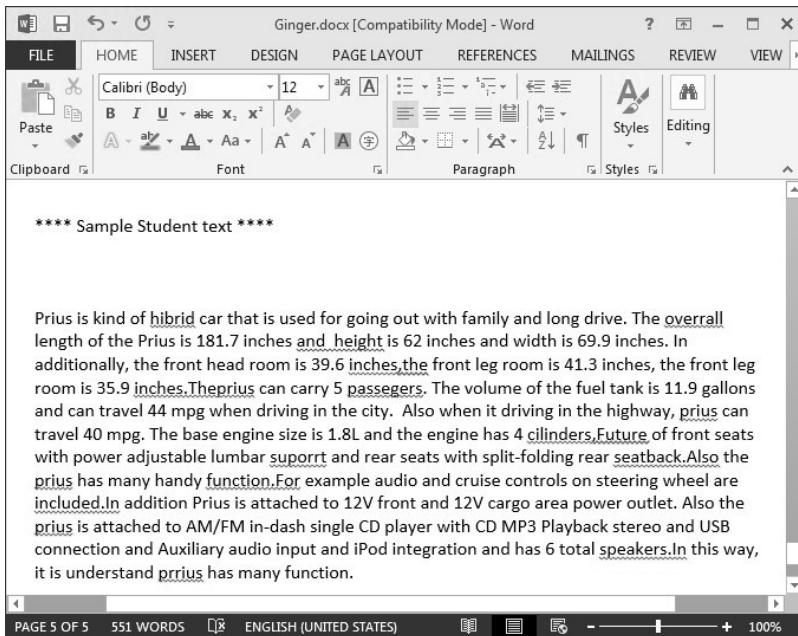 Ginger.docx [Compatibility Mode] - Word
FILE HOME INSERT DESIGN PAGE LAYOUT REFERENCES MAILINGS REVIEW VIEW
Calibri (Body) 12
Paste
Styles
Editing
Clipboard Font Paragraph Styles
**** Sample Student text ****
Prius is kind of hibrid car that is used for going out with family and long drive. The overrall
length of the Prius is 181.7 inches and  height is 62 inches and width is 69.9 inches. In
additionally, the front head room is 39.6 inches,the front leg room is 41.3 inches, the front leg
room is 35.9 inches.Theprius can carry 5 passegers. The volume of the fuel tank is 11.9 gallons
and can travel 44 mpg when driving in the city.  Also when it driving in the highway, prius can
travel 40 mpg. The base engine size is 1.8L and the engine has 4 cilinders,Future of front seats
with power adjustable lumbar suporrt and rear seats with split-folding rear seatback.Also the
prius has many handy function.For example audio and cruise controls on steering wheel are
included.In addition Prius is attached to 12V front and 12V cargo area power outlet. Also the
prius is attached to AM/FM in-dash single CD player with CD MP3 Playback stereo and USB
connection and Auxiliary audio input and iPod integration and has 6 total speakers.In this way,
it is understand prrius has many function.
PAGE 5 OF 5 551 WORDS ENGLISH (UNITED STATES) 100%